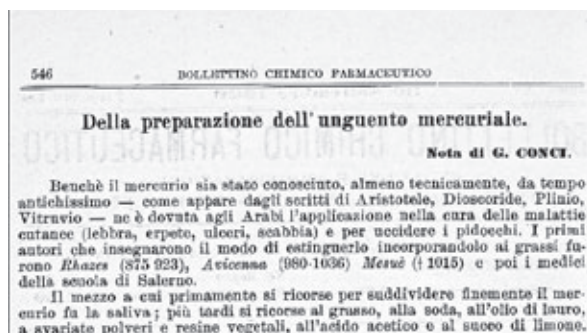 546 BOLLETTINO CHIMICO FARMACEUTICO
Della preparazione dell'unguento mercuriale.
Nota di G. CONCI.
Benchè il mercurio sia stato conosciuto, almeno tecnicamente, da tempo
antichissimo — come appare dagli scritti di Aristotele, Dioscoride, Plinio,
Vitruvio — ne è dovuta agli Arabi l'applicazione nella cura delle malattie
cutanee (lebbra, erpete, ulceri, scabbia) e per uccidere i pidocchi. I primi
autori che insegnarono il modo di estinguerlo incorporandolo ai grassi fu-
rono Rhazes (875 923), Avicenna (980-1036) Mesuè († 1015) e poi i medici
della scuola di Salerno.
Il mezzo a cui primamente si ricorse per suddividere finemente il mer-
curio fu la saliva; più tardi si ricorse al grasso, alla soda, all'olio di lauro,
a svariate polveri e resine vegetali, all'acido acetico e al succo di limone